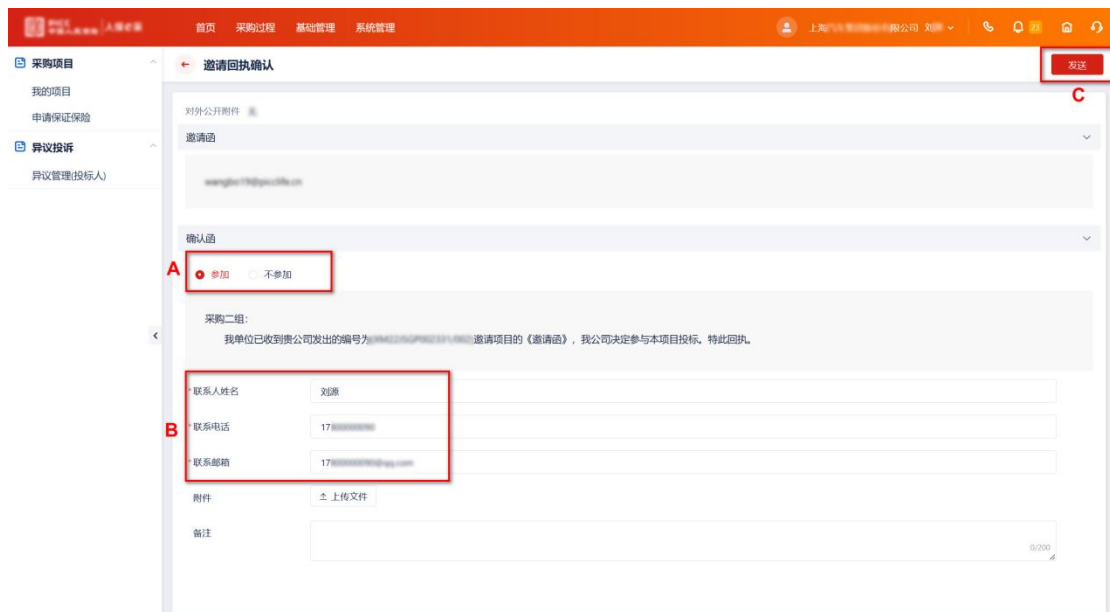 首页 采购过程 基础管理 系统管理
限公司
21
采购项目
我的项目
申请保证保险
异议投诉
异议管理(投标人)
邀请回执确认
发送
C
对外公开附件
邀请函
确认函
A
参加 不参加
采购二组:
我单位已收到贵公司发出的编号为 邀请项目的《邀请函》，我公司决定参与本项目投标。特此回执。
B
*联系人姓名 刘源
*联系电话 17
*联系邮箱 17
附件 上传文件
备注
0/200